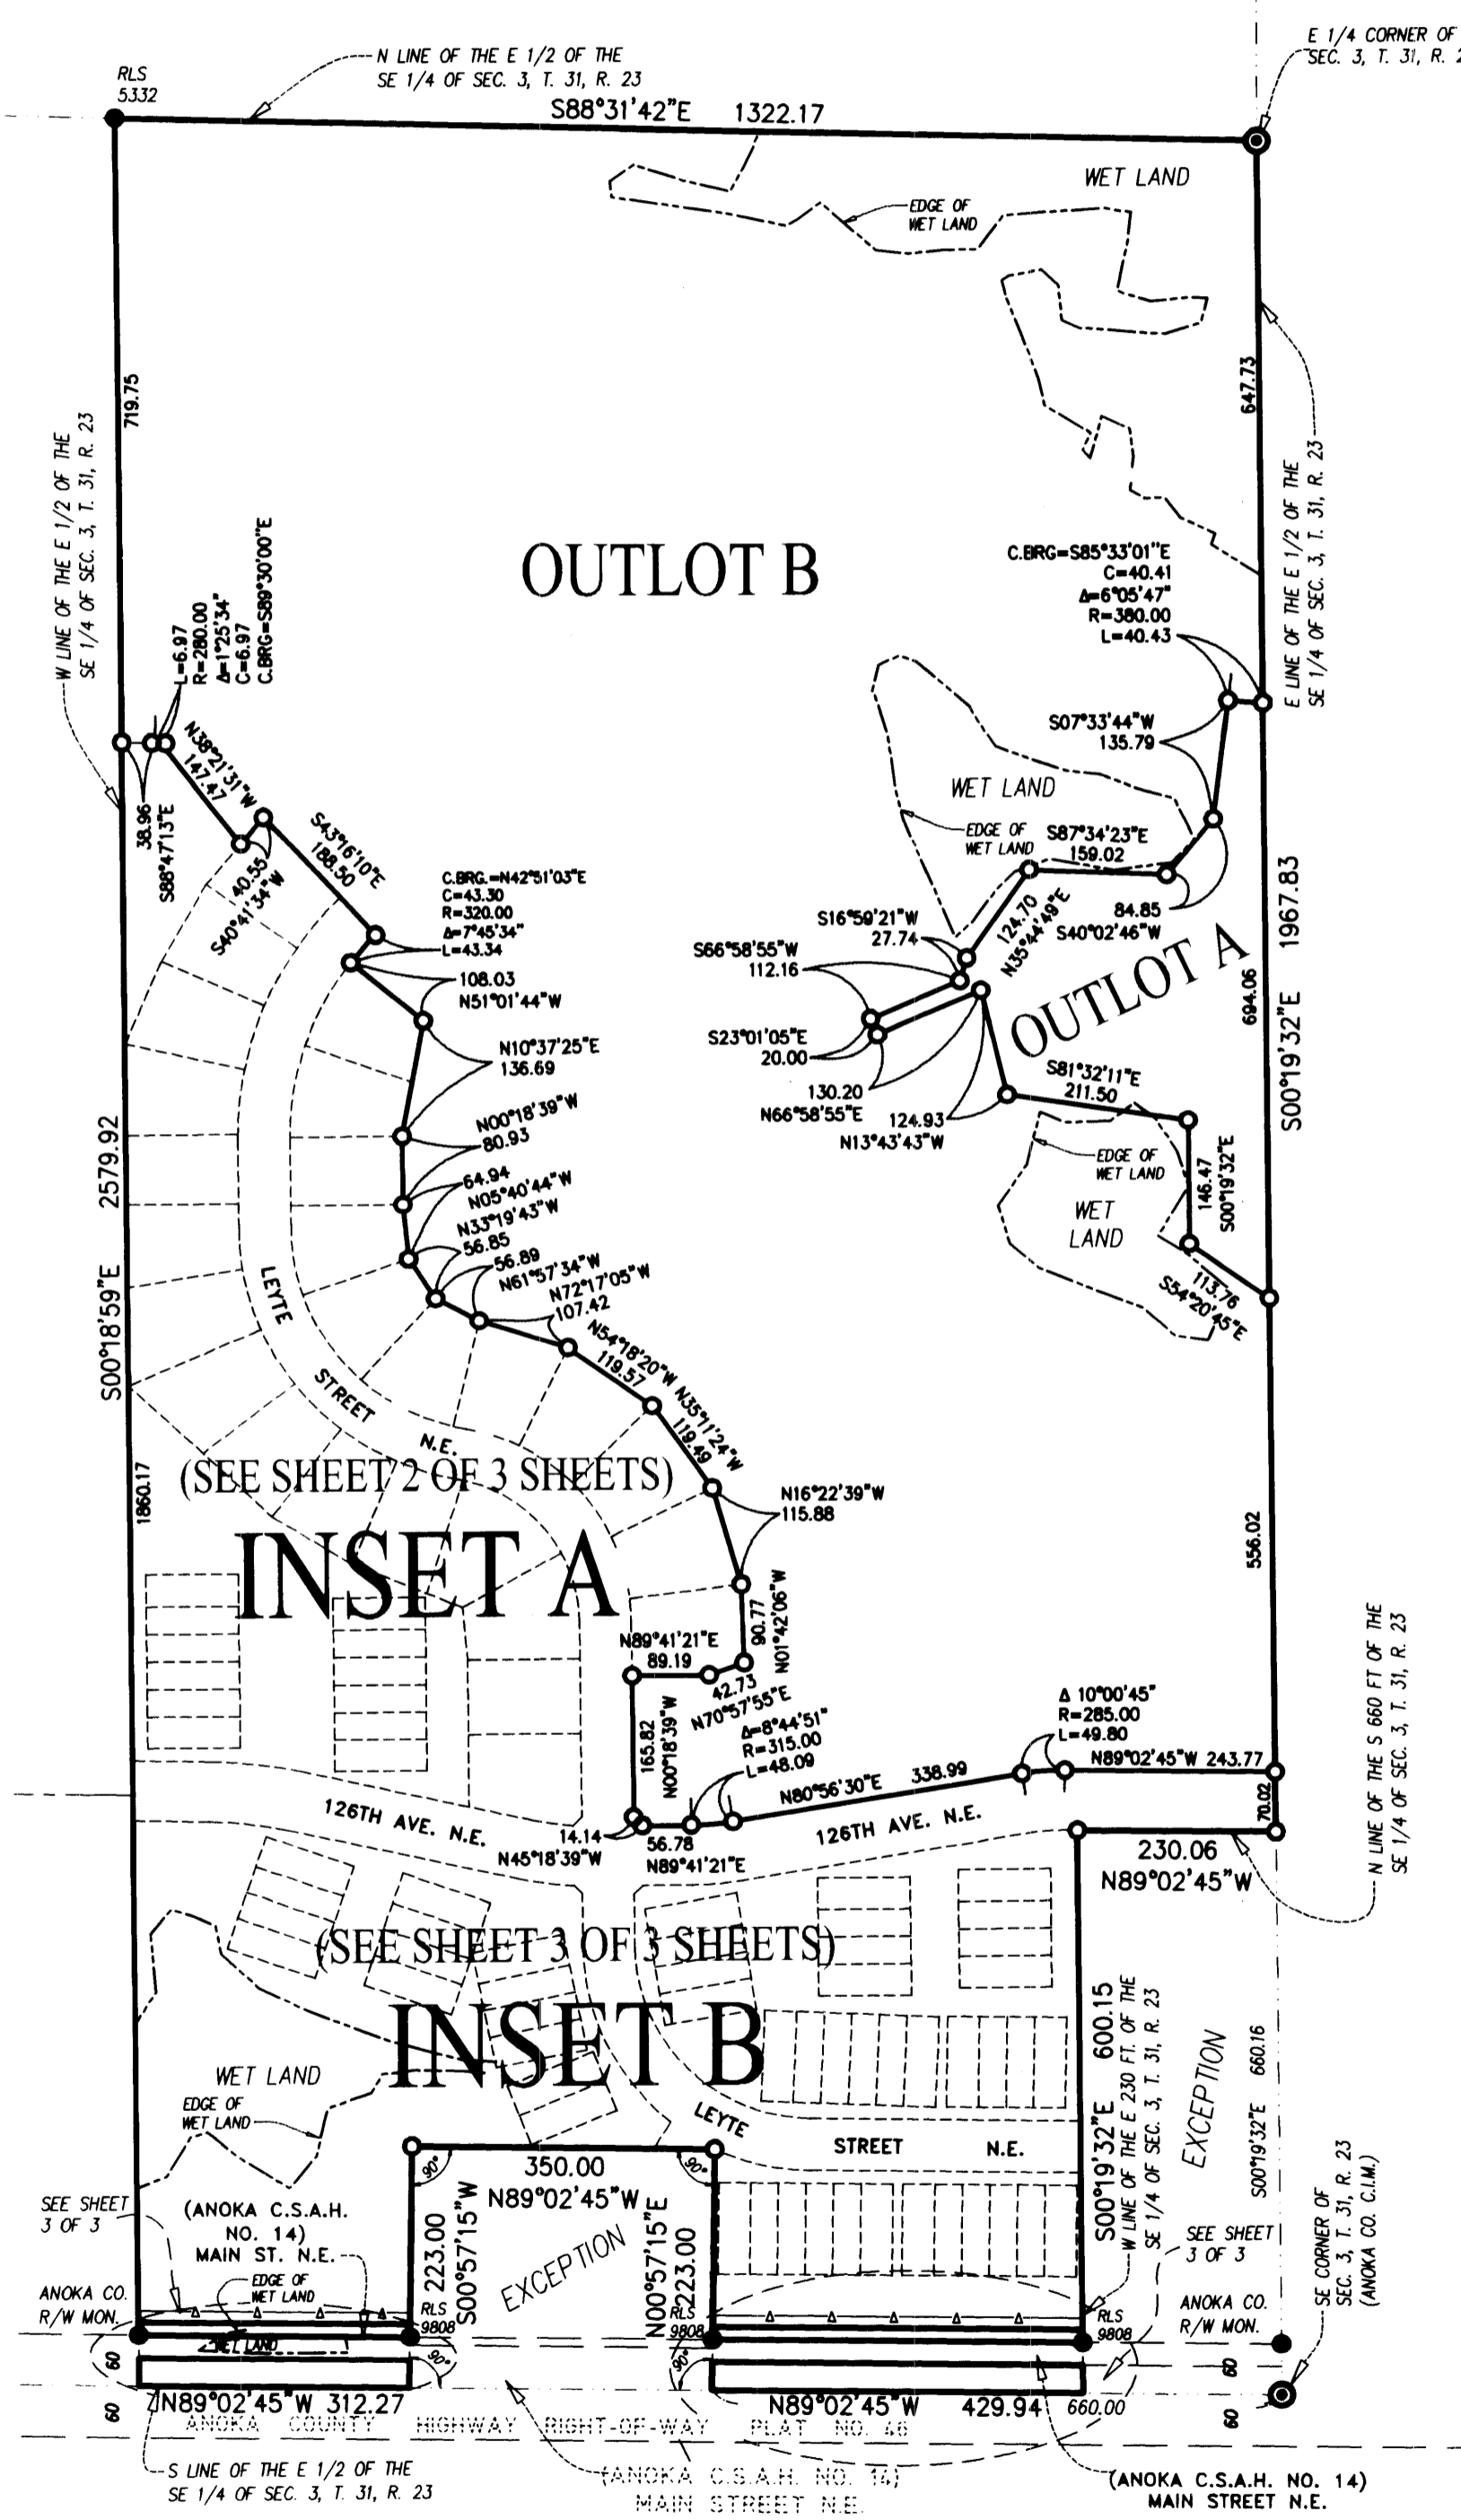 E 1/4 CORNER OF
SEC. 3, T. 31, R.
N LINE OF THE E 1/2 OF THE
SE 1/4 OF SEC. 3, T. 31, R. 23
RLS
5332
S88°31'42"E 1322.17
WET LAND
EDGE OF
WET LAND
719.75
647.73
W LINE OF THE E 1/2 OF THE
SE 1/4 OF SEC. 3, T. 31, R. 23
E LINE OF THE E 1/2 OF THE
SE 1/4 OF SEC. 3, T. 31, R. 23
OUTLOT B
L=6.97
R=280.00
Δ=1°25'34"
C=6.97
C.BRG=S89°30'00"E
C.BRG=S85°33'01"E
C=40.41
Δ=6°05'47"
R=380.00
L=40.43
S07°33'44"W
135.79
N38°21'31"W
147.47
38.96
S88°47'13"E
40.55
S40°41'34"W
S43°16'10"E
188.50
WET LAND
EDGE OF
WET LAND
S87°34'23"E
159.02
84.85
S40°02'46"W
C.BRG.=N42°51'03"E
C=43.30
R=320.00
Δ=7°45'34"
L=43.34
108.03
N51°01'44"W
S16°59'21"W
27.74
124.70
N35°44'49"E
S66°58'55"W
112.16
OUTLOT A
S00°19'32"E 1967.83
694.06
N10°37'25"E
136.69
S23°01'05"E
20.00
130.20
N66°58'55"E
124.93
N13°43'43"W
S81°32'11"E
211.50
EDGE OF
WET LAND
WET
LAND
146.47
S00°19'32"E
113.76
S54°20'45"E
N00°18'39"W
80.93
64.94
N05°40'44"W
N33°19'43"W
56.85
56.89
N61°57'34"W
N72°17'05"W
107.42
S00°18'59"E 2579.92
LEYTE
STREET
N.E.
N54°18'20"W
119.57
N35°11'24"W
119.49
1860.17
(SEE SHEET 2 OF 3 SHEETS)
INSET A
N16°22'39"W
115.88
556.02
90.77
N01°42'06"W
N89°41'21"E
89.19
42.73
N70°57'55"E
165.82
N00°18'39"W
Δ=8°44'51"
R=315.00
L=48.09
Δ 10°00'45"
R=285.00
L=49.80
N89°02'45"W 243.77
N LINE OF THE S 660 FT OF THE
SE 1/4 OF SEC. 3, T. 31, R. 23
70.02
N80°56'30"E 338.99
126TH AVE. N.E.
14.14
N45°18'39"W
56.78
N89°41'21"E
126TH AVE. N.E.
230.06
N89°02'45"W
(SEE SHEET 3 OF 3 SHEETS)
INSET B
WET LAND
EDGE OF
WET LAND
S00°19'32"E 600.15
W LINE OF THE E 230 FT. OF THE
SE 1/4 OF SEC. 3, T. 31, R. 23
EXCEPTION
S00°19'32"E 660.16
LEYTE
STREET N.E.
90°
350.00
90°
N89°02'45"W
223.00
S00°57'15"W
EXCEPTION
N00°57'15"E
223.00
SEE SHEET
3 OF 3
(ANOKA C.S.A.H.
NO. 14)
MAIN ST. N.E.
EDGE OF
WET LAND
WET LAND
ANOKA CO.
R/W MON.
RLS
9808
RLS
9808
RLS
9808
SEE SHEET
3 OF 3
ANOKA CO.
R/W MON.
SE CORNER OF
SEC. 3, T. 31, R. 23
(ANOKA CO. C.I.M.)
60
60
90°
90°
60
60
N89°02'45"W 312.27
N89°02'45"W 429.94
660.00
ANOKA COUNTY HIGHWAY RIGHT-OF-WAY PLAT NO. 46
S LINE OF THE E 1/2 OF THE
SE 1/4 OF SEC. 3, T. 31, R. 23
(ANOKA C.S.A.H. NO. 14)
MAIN STREET N.E.
(ANOKA C.S.A.H. NO. 14)
MAIN STREET N.E.